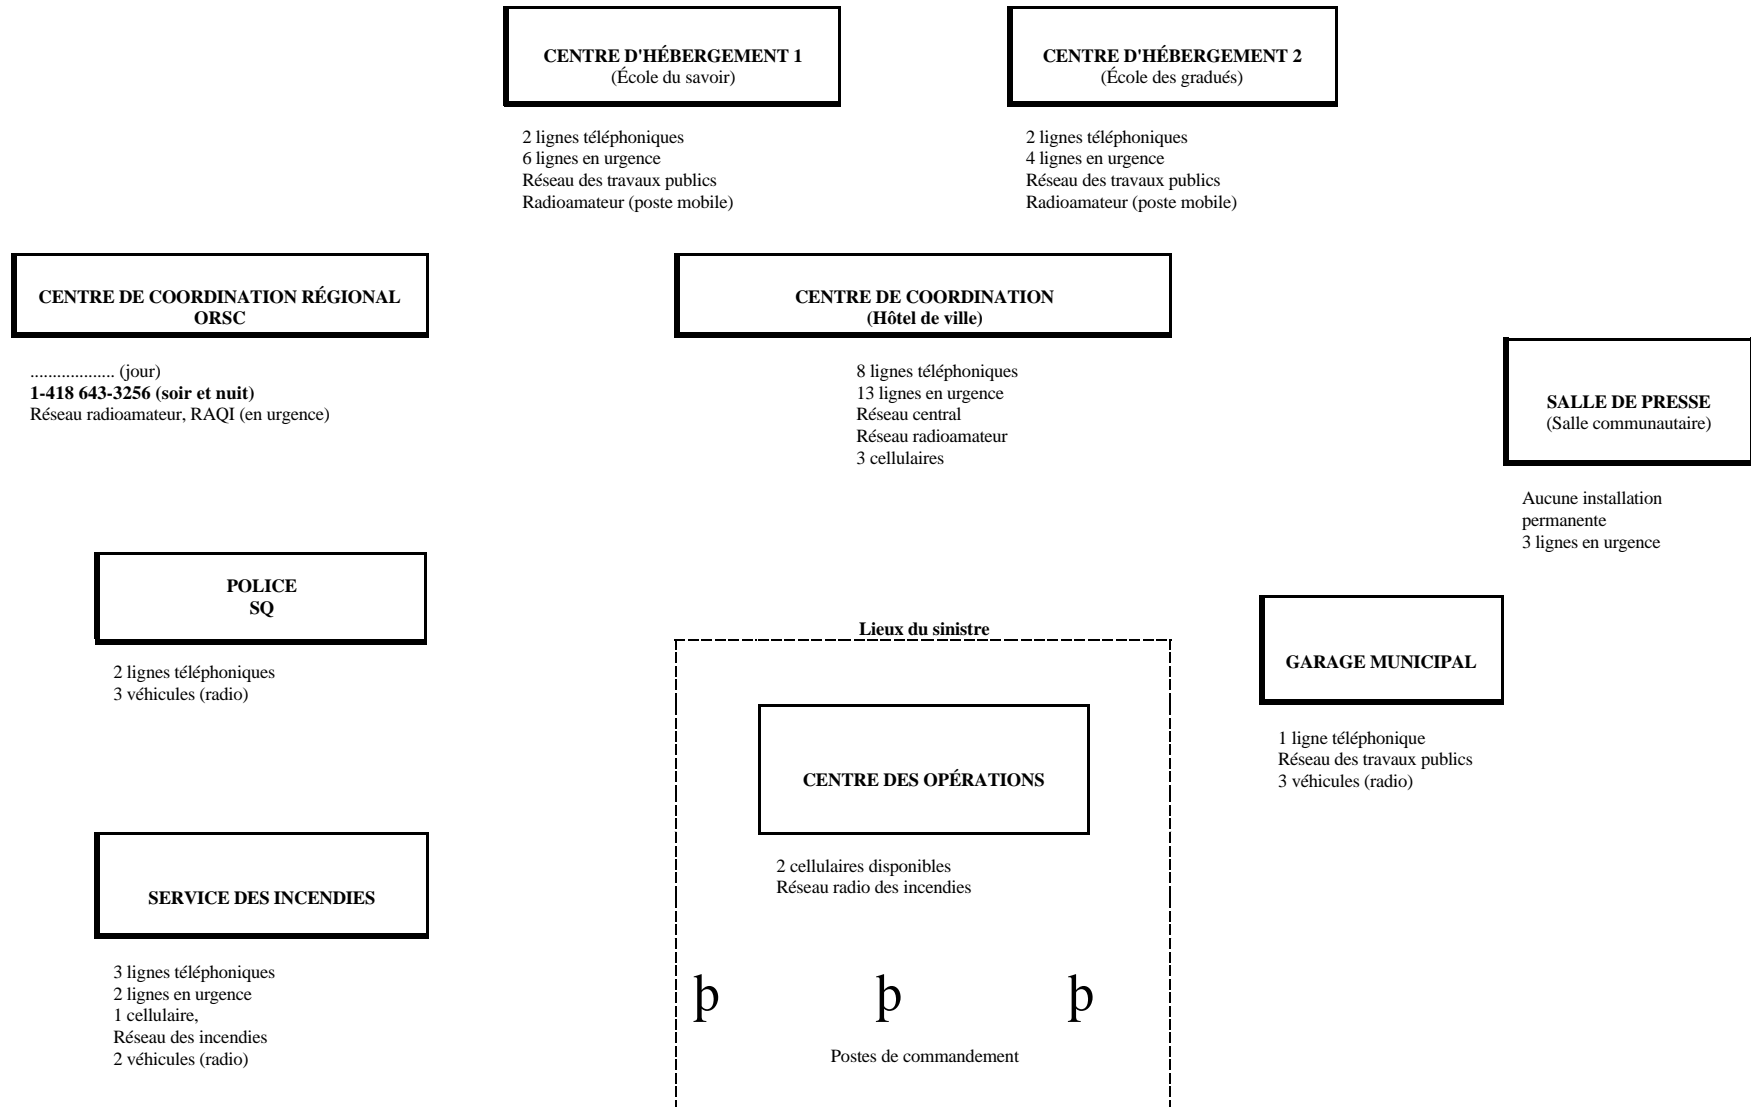 CENTRE D'HÉBERGEMENT 1
(École du savoir)
2 lignes téléphoniques
6 lignes en urgence
Réseau des travaux publics
Radioamateur (poste mobile)
CENTRE D'HÉBERGEMENT 2
(École des gradués)
2 lignes téléphoniques
4 lignes en urgence
Réseau des travaux publics
Radioamateur (poste mobile)
CENTRE DE COORDINATION RÉGIONAL
ORSC
................... (jour)
1-418 643-3256 (soir et nuit)
Réseau radioamateur, RAQI (en urgence)
CENTRE DE COORDINATION
(Hôtel de ville)
8 lignes téléphoniques
13 lignes en urgence
Réseau central
Réseau radioamateur
3 cellulaires
SALLE DE PRESSE
(Salle communautaire)
Aucune installation
permanente
3 lignes en urgence
POLICE
SQ
2 lignes téléphoniques
3 véhicules (radio)
Lieux du sinistre
CENTRE DES OPÉRATIONS
2 cellulaires disponibles
Réseau radio des incendies
þ þ þ
Postes de commandement
GARAGE MUNICIPAL
1 ligne téléphonique
Réseau des travaux publics
3 véhicules (radio)
SERVICE DES INCENDIES
3 lignes téléphoniques
2 lignes en urgence
1 cellulaire,
Réseau des incendies
2 véhicules (radio)